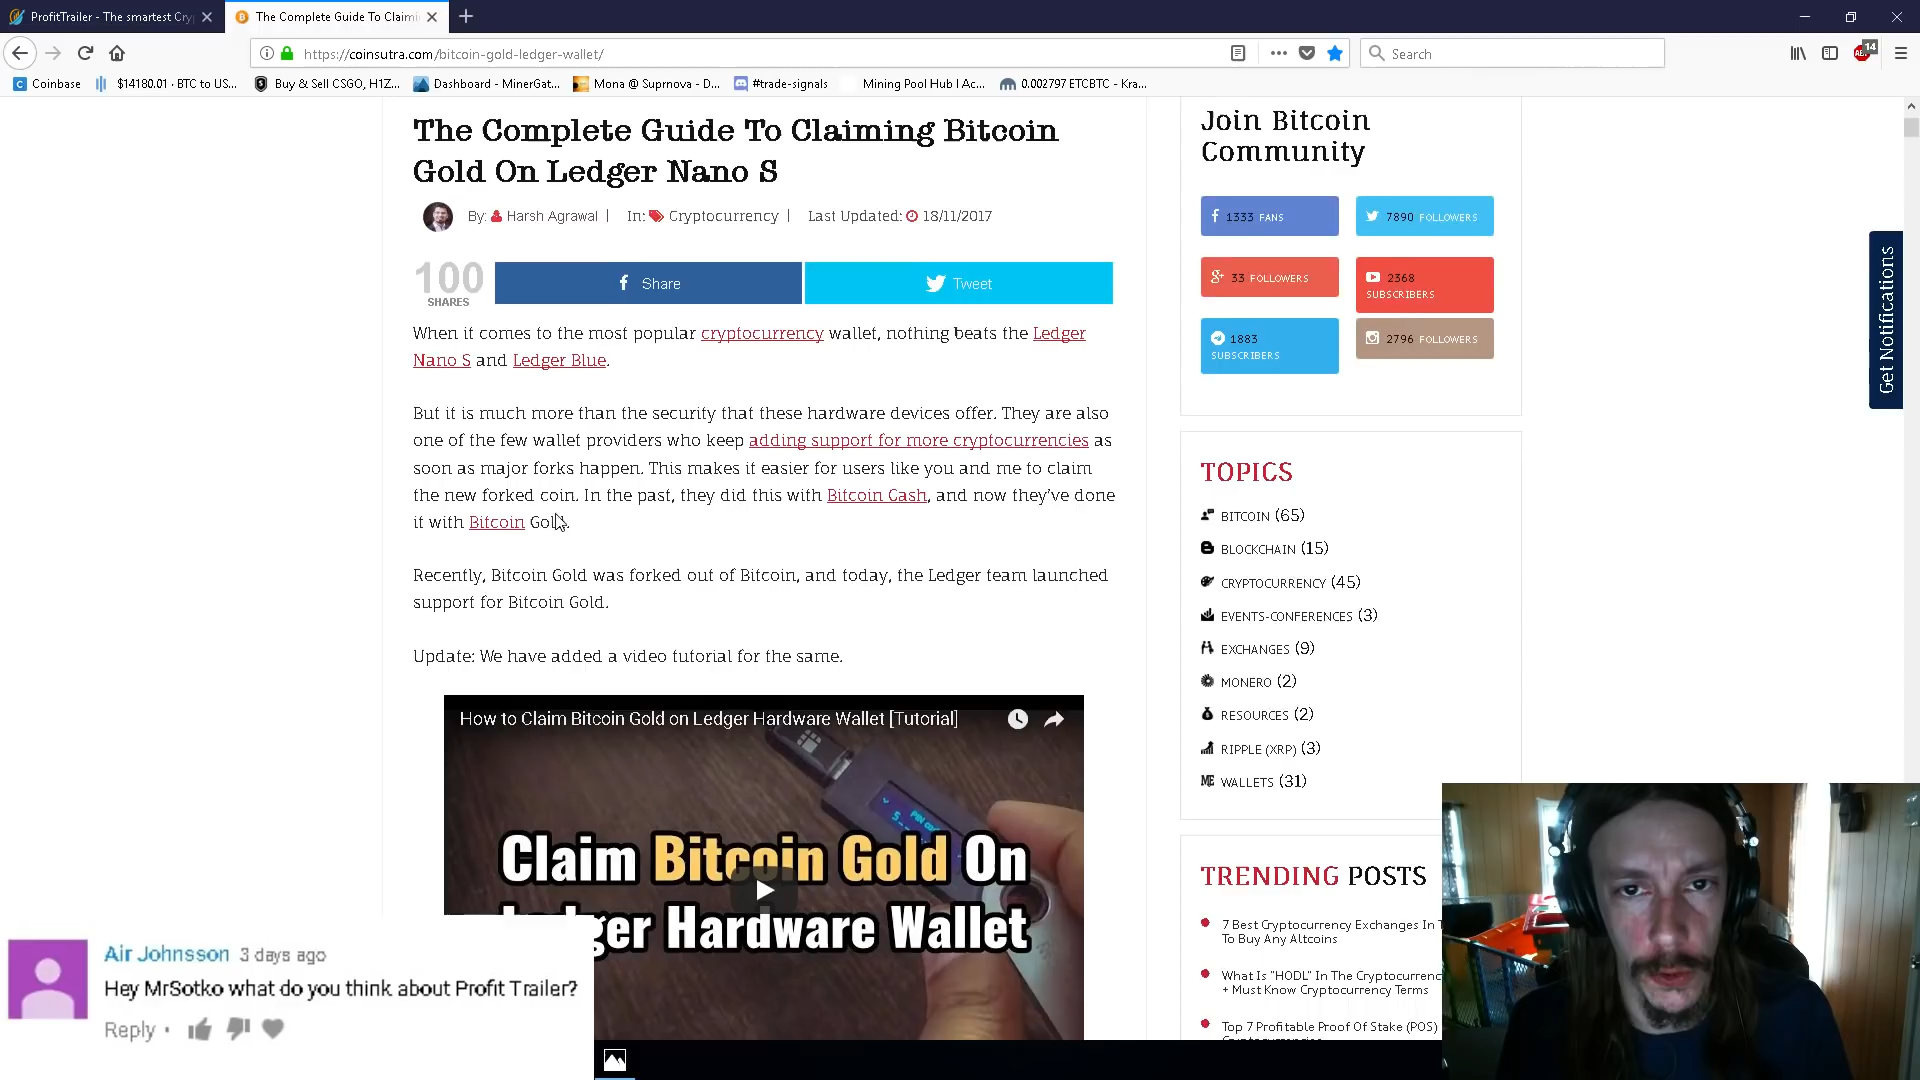 ProfitTrailer - The smartest Cry
The Complete Guide To Claimi
https://coinsutra.com/bitcoin-gold-ledger-wallet/
Search
14
Coinbase
$14180.01 · BTC to US...
Buy & Sell CSGO, H1Z...
Dashboard - MinerGat...
Mona @ Suprnova - D...
#trade-signals
Mining Pool Hub | Ac...
0.002797 ETCBTC - Kra...
The Complete Guide To Claiming Bitcoin
Gold On Ledger Nano S
By: Harsh Agrawal | In: Cryptocurrency | Last Updated: 18/11/2017
100
SHARES
Share
Tweet
When it comes to the most popular cryptocurrency wallet, nothing beats the Ledger
Nano S and Ledger Blue.
But it is much more than the security that these hardware devices offer. They are also
one of the few wallet providers who keep adding support for more cryptocurrencies as
soon as major forks happen. This makes it easier for users like you and me to claim
the new forked coin. In the past, they did this with Bitcoin Cash, and now they've done
it with Bitcoin Gold.
Recently, Bitcoin Gold was forked out of Bitcoin, and today, the Ledger team launched
support for Bitcoin Gold.
Update: We have added a video tutorial for the same.
How to Claim Bitcoin Gold on Ledger Hardware Wallet [Tutorial]
Claim Bitcoin Gold On
Ledger Hardware Wallet
Join Bitcoin
Community
1333 FANS
7890 FOLLOWERS
33 FOLLOWERS
2368
SUBSCRIBERS
1883
SUBSCRIBERS
2796 FOLLOWERS
Get Notifications
TOPICS
BITCOIN (65)
BLOCKCHAIN (15)
CRYPTOCURRENCY (45)
EVENTS-CONFERENCES (3)
EXCHANGES (9)
MONERO (2)
RESOURCES (2)
RIPPLE (XRP) (3)
WALLETS (31)
TRENDING POSTS
7 Best Cryptocurrency Exchanges In T
To Buy Any Altcoins
What Is "HODL" In The Cryptocurrenc
+ Must Know Cryptocurrency Terms
Top 7 Profitable Proof Of Stake (POS)
Air Johnsson 3 days ago
Hey MrSotko what do you think about Profit Trailer?
Reply ·